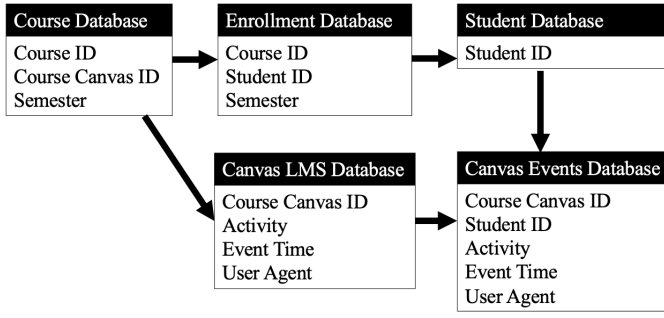 Course Database
Course ID
Course Canvas ID
Semester
Enrollment Database
Course ID
Student ID
Semester
Student Database
Student ID
Canvas LMS Database
Course Canvas ID
Activity
Event Time
User Agent
Canvas Events Database
Course Canvas ID
Student ID
Activity
Event Time
User Agent